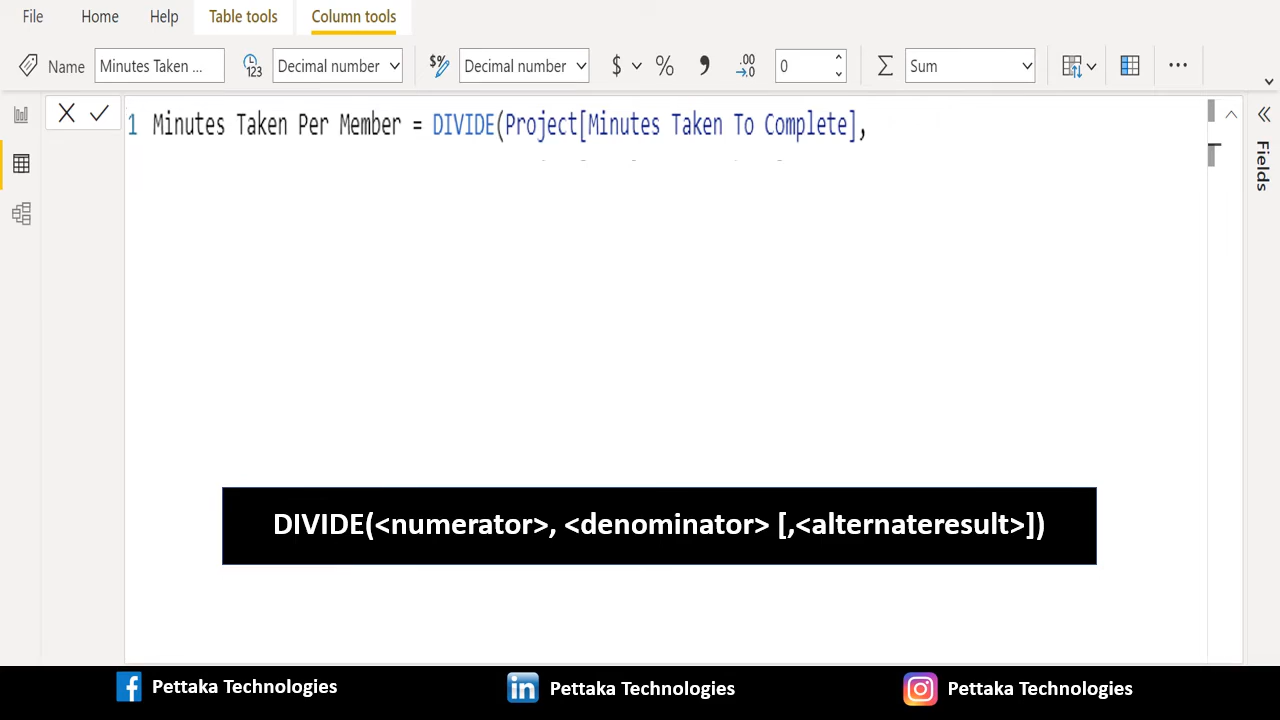 File Home Help Table tools Column tools
Name Minutes Taken ... Decimal number Decimal number $ % , .00 0 Σ Sum ...
1 Minutes Taken Per Member = DIVIDE(Project[Minutes Taken To Complete],
Fields
DIVIDE(<numerator>, <denominator> [,<alternateresult>])
Pettaka Technologies Pettaka Technologies Pettaka Technologies